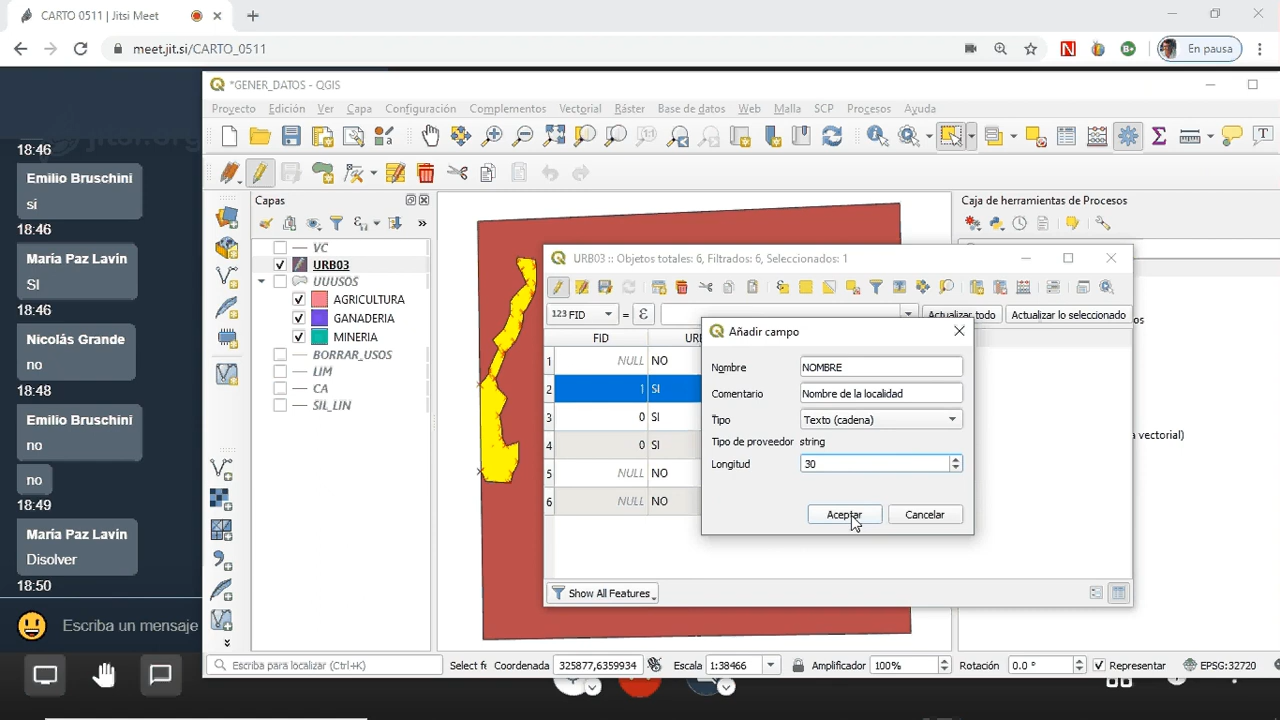 CARTO 0511 | Jitsi Meet
meet.jit.si/CARTO_0511
En pausa
jitsi.org
18:46
Emilio Bruschini
si
18:46
María Paz Lavin
SI
18:46
Nicolás Grande
no
18:48
Emilio Bruschini
no
no
18:49
María Paz Lavin
Disolver
18:50
Escriba un mensaje
*GENER_DATOS - QGIS
Proyecto Edición Ver Capa Configuración Complementos Vectorial Ráster Base de datos Web Malla SCP Procesos Ayuda
Capas
VC
URB03
UUUSOS
AGRICULTURA
GANADERIA
MINERIA
BORRAR_USOS
LIM
CA
SIL_LIN
Caja de herramientas de Procesos
a vectorial)
URB03 :: Objetos totales: 6, Filtrados: 6, Seleccionados: 1
123 FID = ε Actualizar todo Actualizar lo seleccionado
FID UR
1 NULL NO
2 1 SI
3 0 SI
4 0 SI
5 NULL NO
6 NULL NO
Show All Features
Añadir campo
Nombre NOMBRE
Comentario Nombre de la localidad
Tipo Texto (cadena)
Tipo de proveedor string
Longitud 30
Aceptar Cancelar
Escriba para localizar (Ctrl+K) Select fe Coordenada 325877,6359934 Escala 1:38466 Amplificador 100% Rotación 0.0 ° Representar EPSG:32720